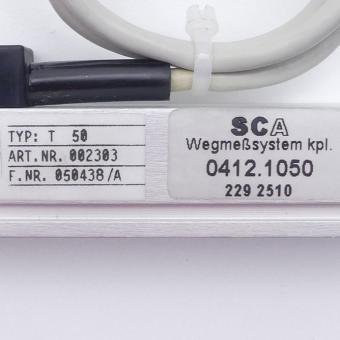 TYP: T 50
ART.NR. 002303
F.NR. 050438/A
SCA
Wegmeßsystem kpl.
0412.1050
229 2510